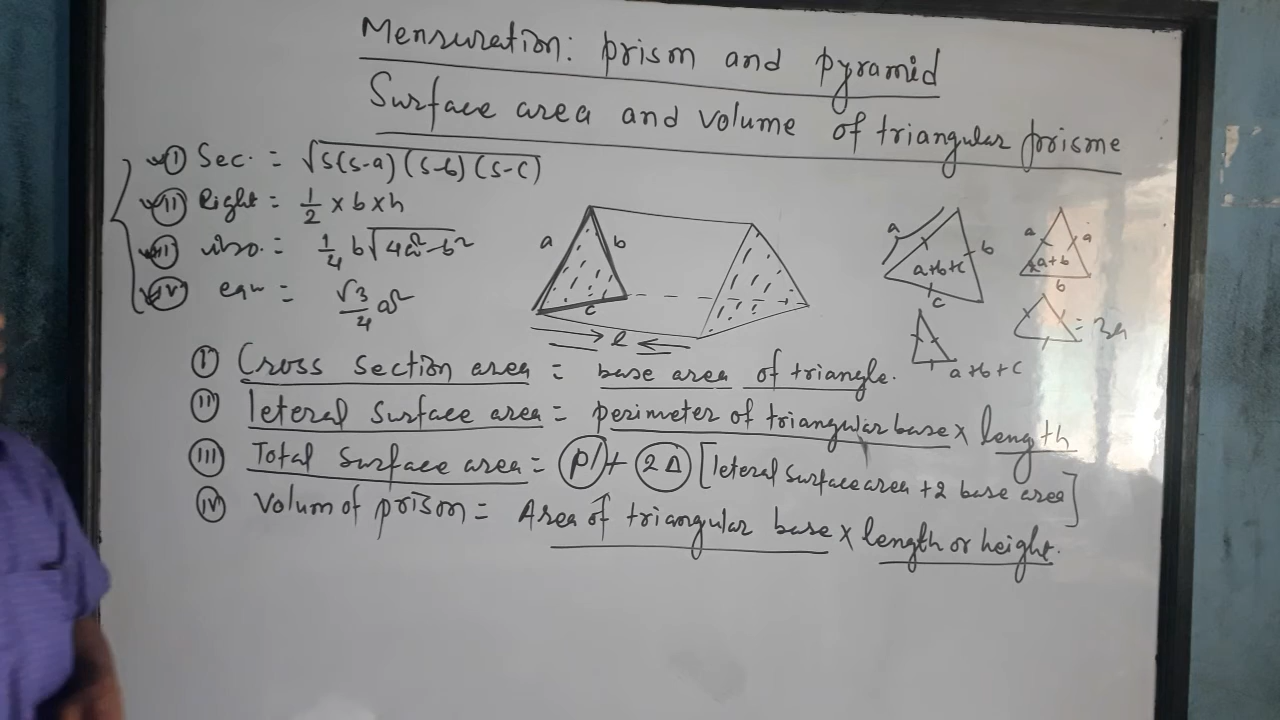 Mensuration: prism and pyramid
Surface area and volume of triangular prisme
(i) Sec. = √s(s-a)(s-b)(s-c)
(ii) Right = 1/2 × b × h
(iii) iso. = 1/4 b√4a²-b²
(iv) equ = √3/4 a²
a b c
l
a b c a+b+c
a a b 2a+b
= 3a
a+b+c
(i) Cross section area = base area of triangle.
(ii) leteral surface area = perimeter of triangular base × length
(iii) Total surface area = pl + 2Δ [leteral surface area + 2 base area]
(iv) Volum of prison = Area of triangular base × length or height.